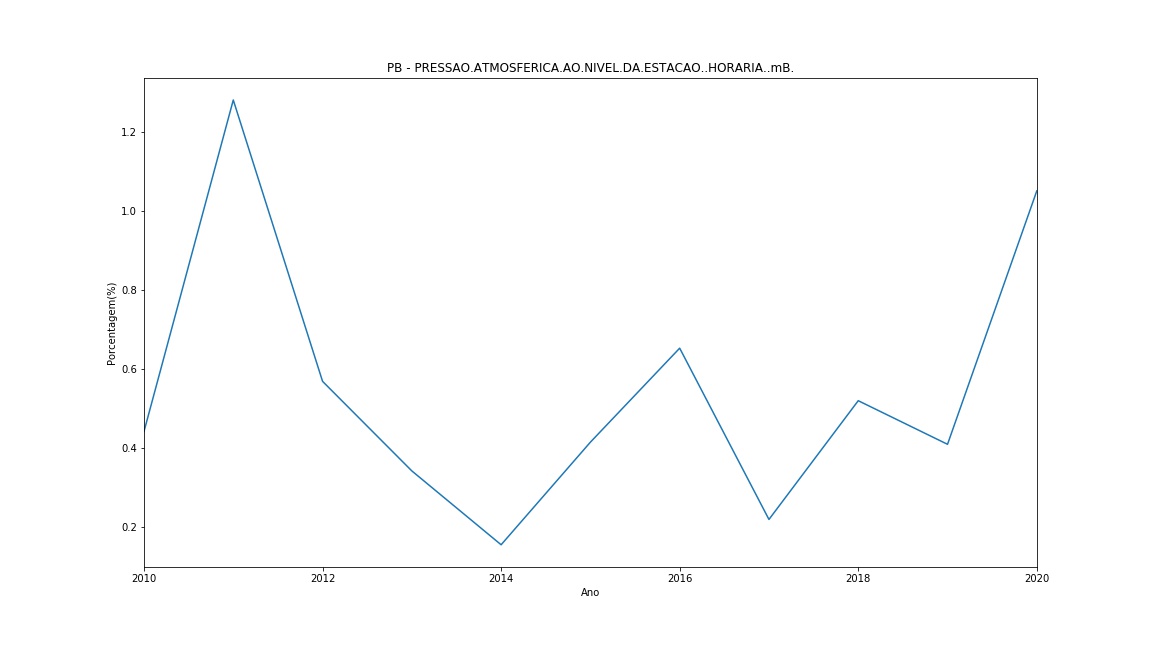 PB - PRESSAO.ATMOSFERICA.AO.NIVEL.DA.ESTACAO..HORARIA..mB.
1.2
1.0
0.8
0.6
0.4
0.2
Porcentagem(%)
2010 2012 2014 2016 2018 2020
Ano